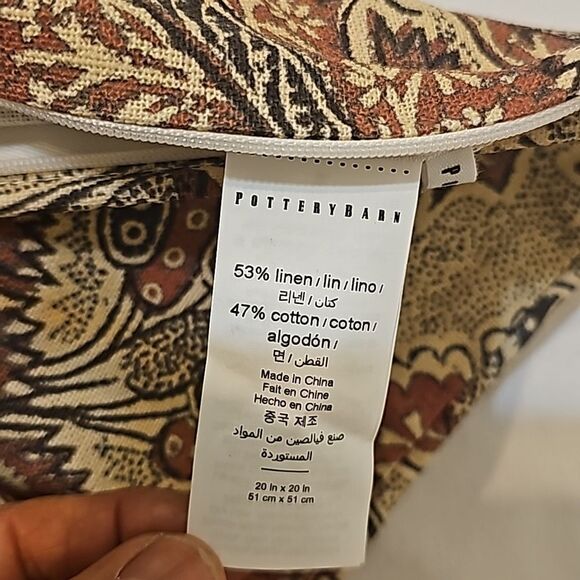 POTTERYBARN
53% linen / lin / lino /
리넨 / كتان /
47% cotton / coton /
algodón /
면 / القطن /
Made in China
Fait en Chine
Hecho en China
중국 제조
صنع فيالصين من المواد
المستوردة
20 in x 20 in
51 cm x 51 cm